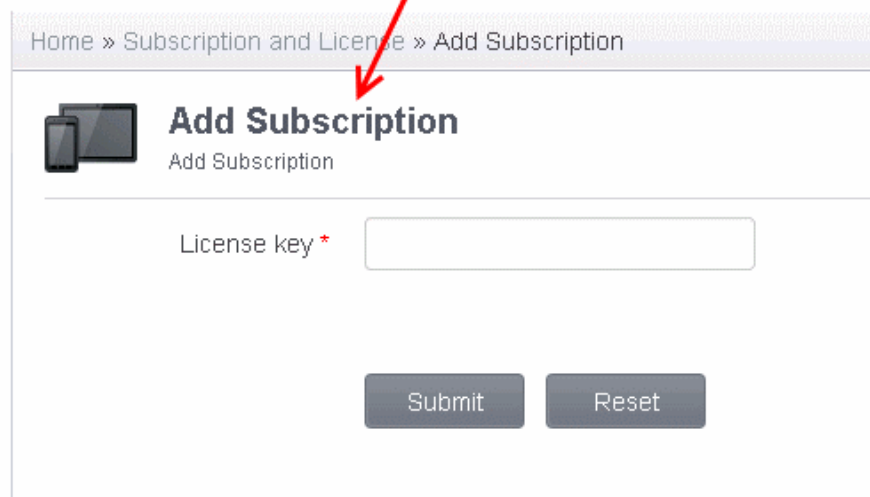 Home » Subscription and License » Add Subscription
Add Subscription
Add Subscription
License key *
Submit Reset